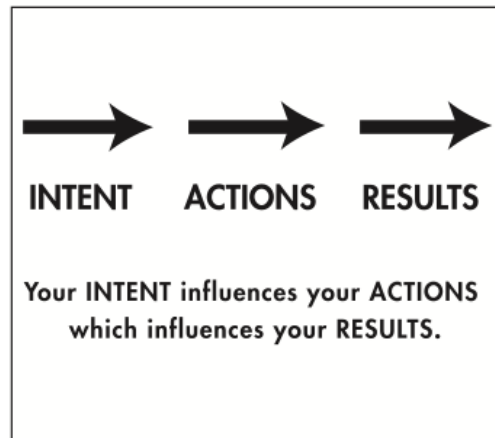 INTENT ACTIONS RESULTS
Your INTENT influences your ACTIONS
which influences your RESULTS.